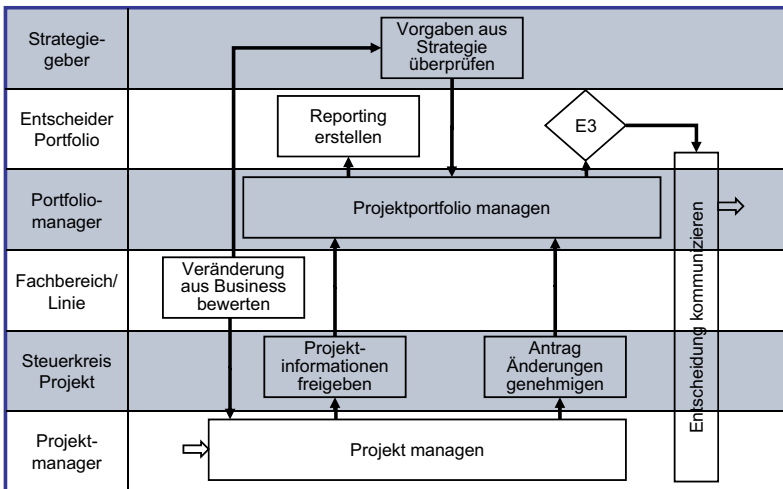 Strategie-
geber
Vorgaben aus
Strategie
überprüfen
Entscheider
Portfolio
Reporting
erstellen
E3
Portfolio-
manager
Projektportfolio managen
Fachbereich/
Linie
Veränderung
aus Business
bewerten
Entscheidung kommunizieren
Steuerkreis
Projekt
Projekt-
informationen
freigeben
Antrag
Änderungen
genehmigen
Projekt-
manager
Projekt managen